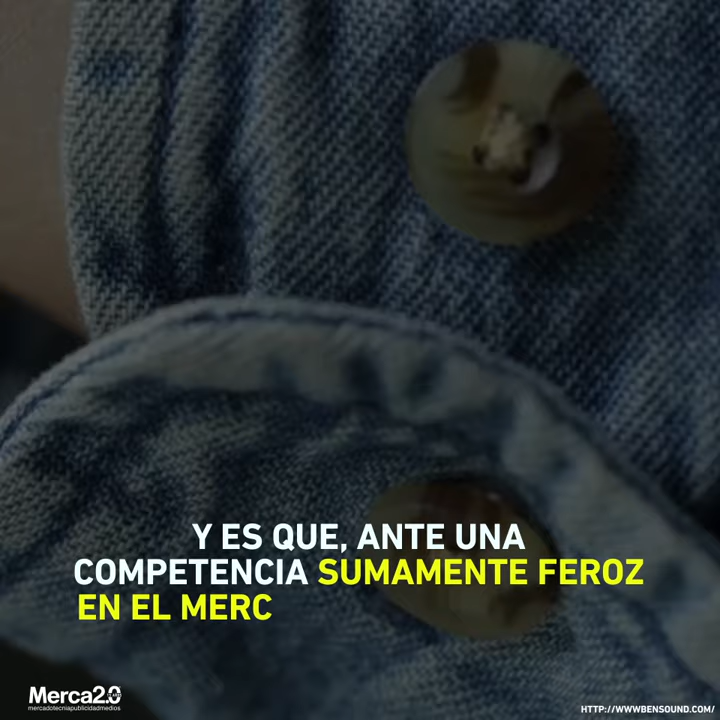 Y ES QUE, ANTE UNA
COMPETENCIA SUMAMENTE FEROZ
EN EL MERC
Merca2.0
mercadotecniapublicidadmedios
HTTP://WWWBENSOUND.COM/